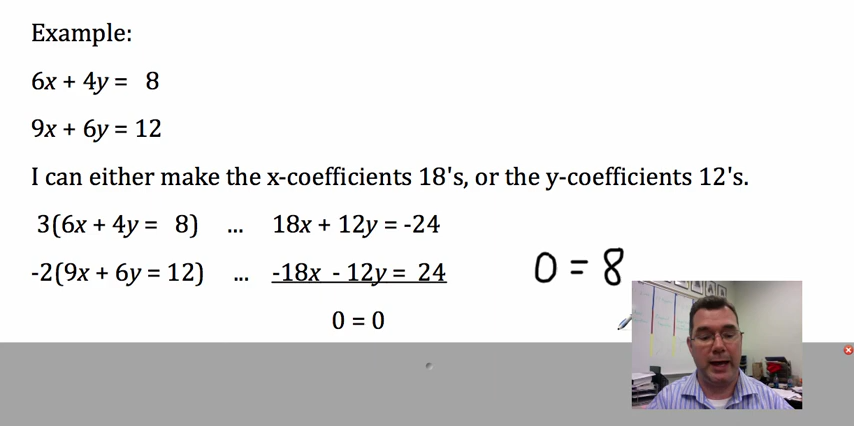 Example:
6x + 4y = 8
9x + 6y = 12
I can either make the x-coefficients 18's, or the y-coefficients 12's.
3(6x + 4y = 8) ... 18x + 12y = -24
-2(9x + 6y = 12) ... -18x - 12y = 24
0 = 8
0 = 0